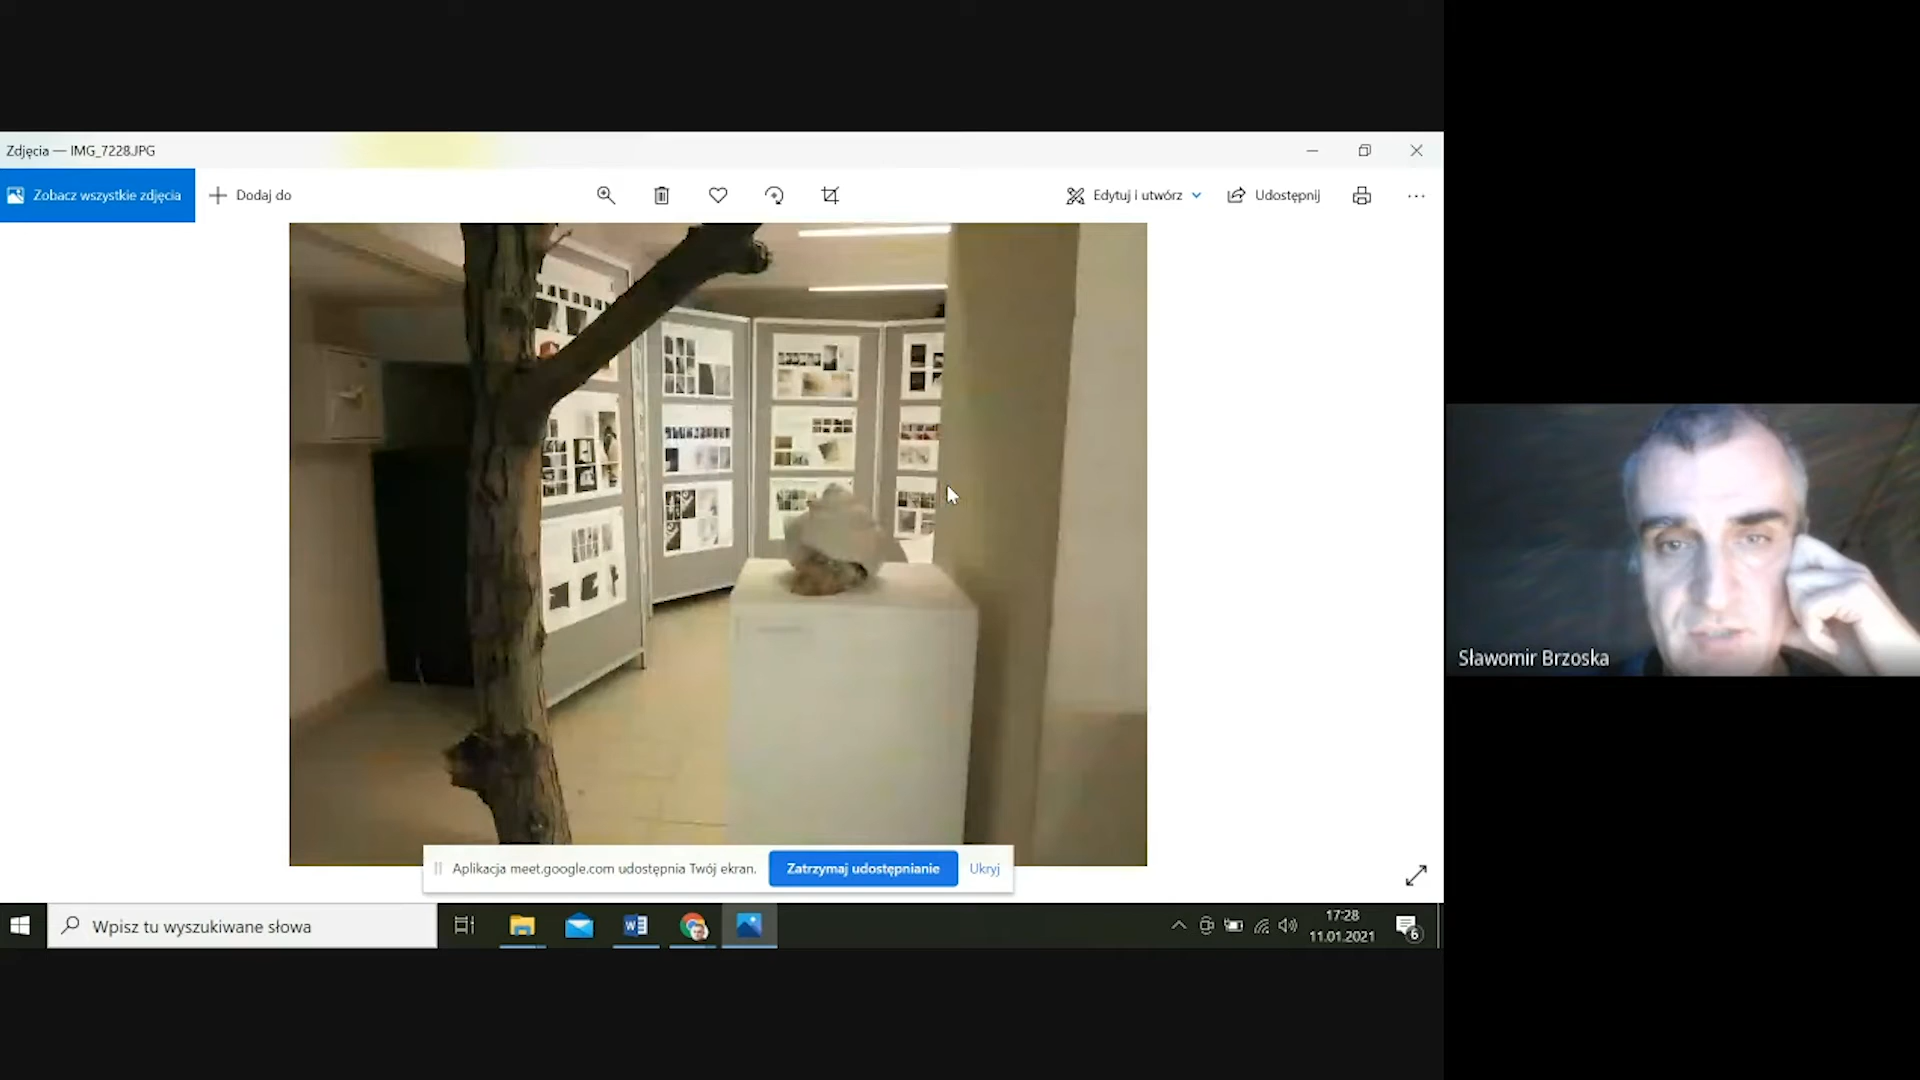 Zdjęcia — IMG_7228.JPG
Zobacz wszystkie zdjęcia
Dodaj do
Edytuj i utwórz
Udostępnij
Aplikacja meet.google.com udostępnia Twój ekran.
Zatrzymaj udostępnianie
Ukryj
Wpisz tu wyszukiwane słowa
17:28
11.01.2021
6
Sławomir Brzoska